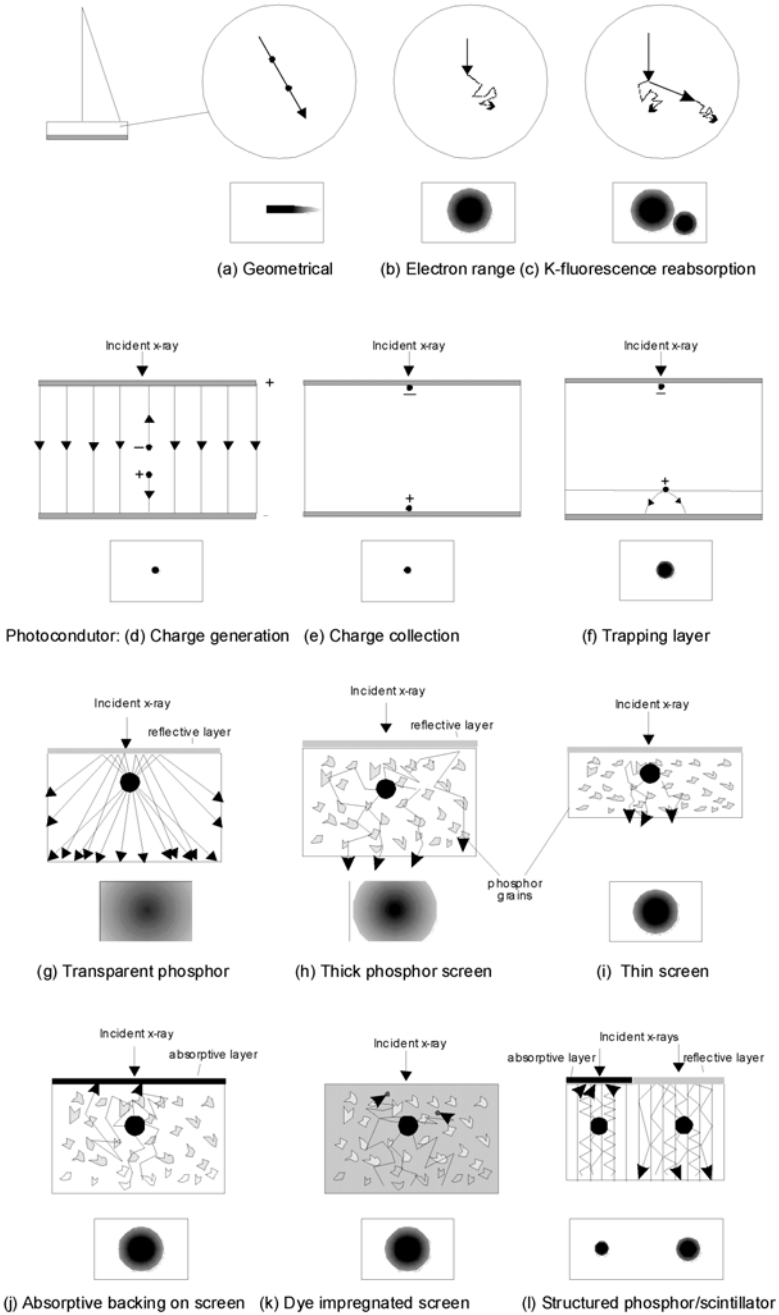 (a) Geometrical
(b) Electron range (c) K-fluorescence reabsorption
Incident x-ray
Incident x-ray
Incident x-ray
+
−
−
+
−
+
−
+
Photocondutor: (d) Charge generation
(e) Charge collection
(f) Trapping layer
Incident x-ray
reflective layer
Incident x-ray
reflective layer
Incident x-ray
phosphor
grains
(g) Transparent phosphor
(h) Thick phosphor screen
(i) Thin screen
Incident x-ray
absorptive layer
Incident x-ray
Incident x-rays
absorptive layer
reflective layer
(j) Absorptive backing on screen
(k) Dye impregnated screen
(l) Structured phosphor/scintillator